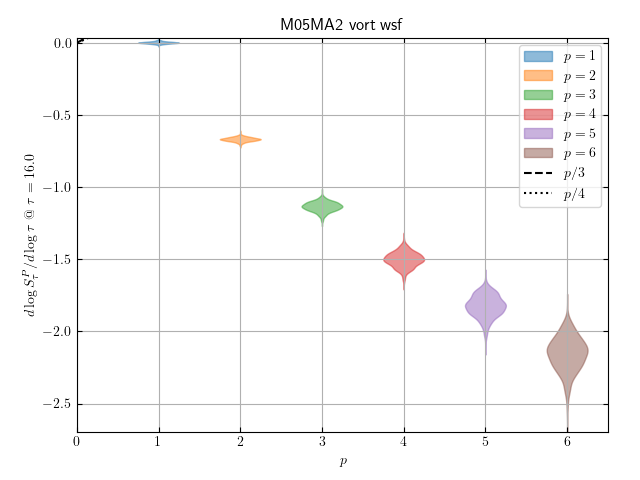 M05MA2 vort wsf
0.0
−0.5
−1.0
−1.5
−2.0
−2.5
d log S_τ^P / d log τ @ τ = 16.0
p = 1
p = 2
p = 3
p = 4
p = 5
p = 6
p/3
p/4
0 1 2 3 4 5 6
p